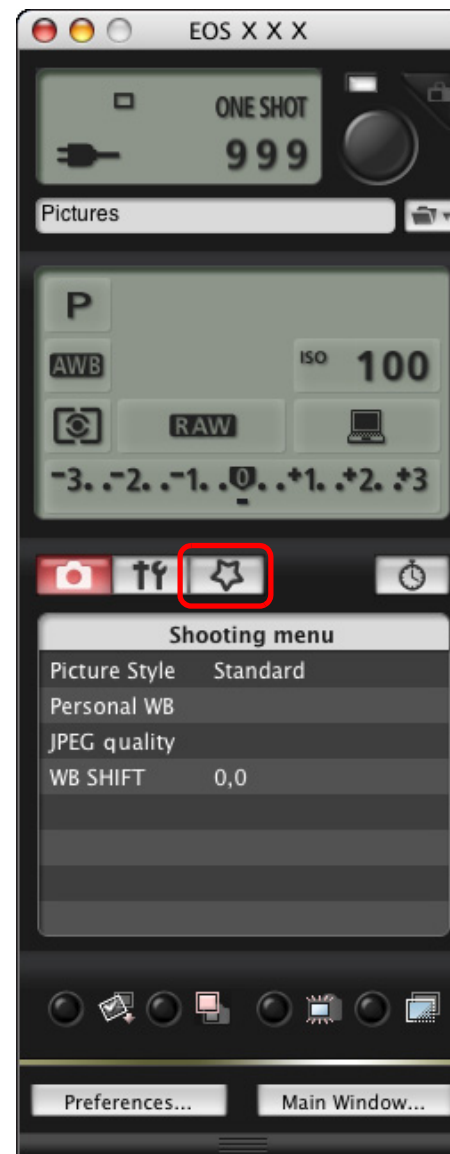 EOS X X X
ONE SHOT
999
Pictures
P
AWB ISO 100
RAW
-3. .-2. .-1. .0. .+1. .+2. .+3
Shooting menu
Picture Style Standard
Personal WB
JPEG quality
WB SHIFT 0,0
Preferences... Main Window...